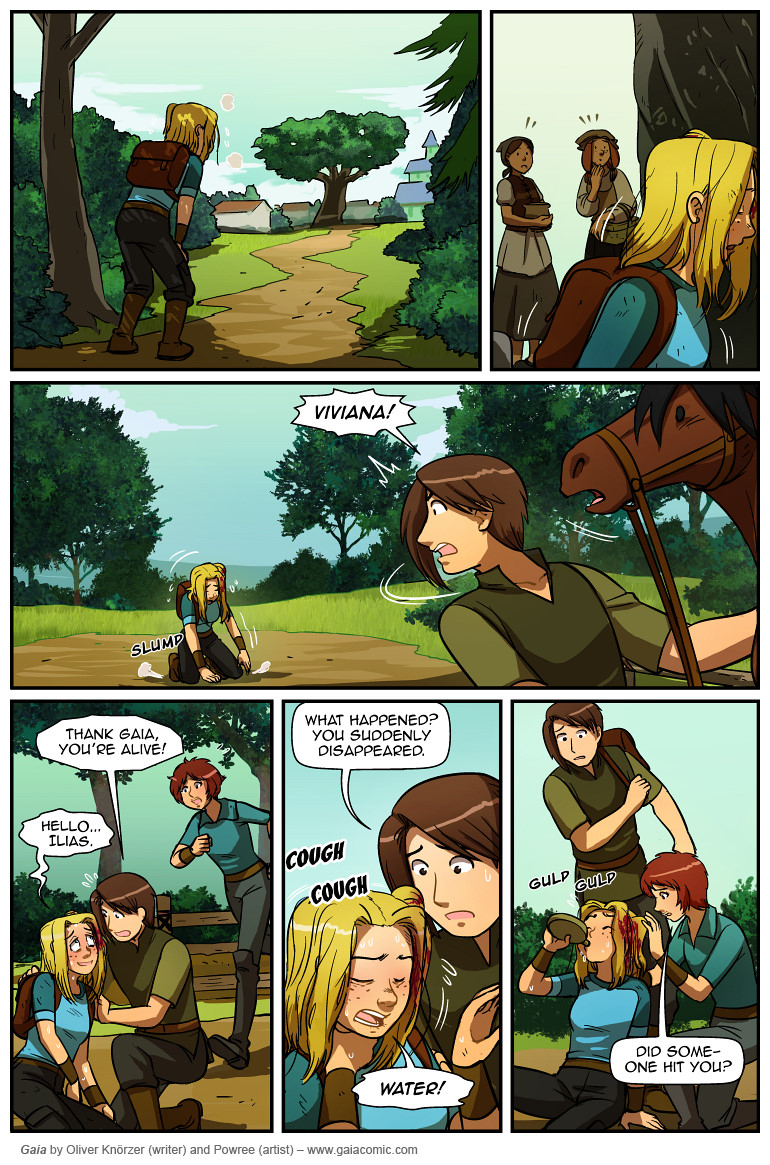 VIVIANA!
SLUMP
THANK GAIA,
YOU'RE ALIVE!
HELLO...
ILIAS.
WHAT HAPPENED?
YOU SUDDENLY
DISAPPEARED.
COUGH
COUGH
WATER!
GULP GULP
DID SOME-
ONE HIT YOU?
Gaia by Oliver Knörzer (writer) and Powree (artist) – www.gaiacomic.com